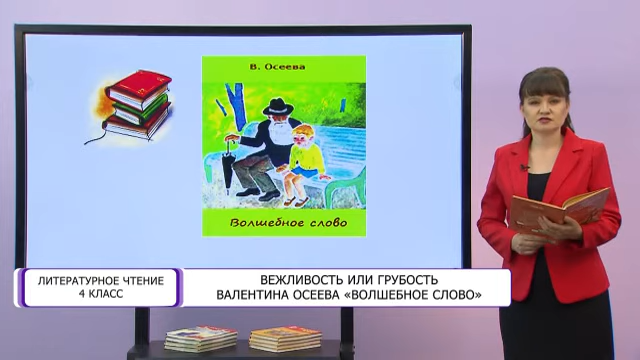 В. Осеева
Волшебное слово
ЛИТЕРАТУРНОЕ ЧТЕНИЕ
4 КЛАСС
ВЕЖЛИВОСТЬ ИЛИ ГРУБОСТЬ
ВАЛЕНТИНА ОСЕЕВА «ВОЛШЕБНОЕ СЛОВО»